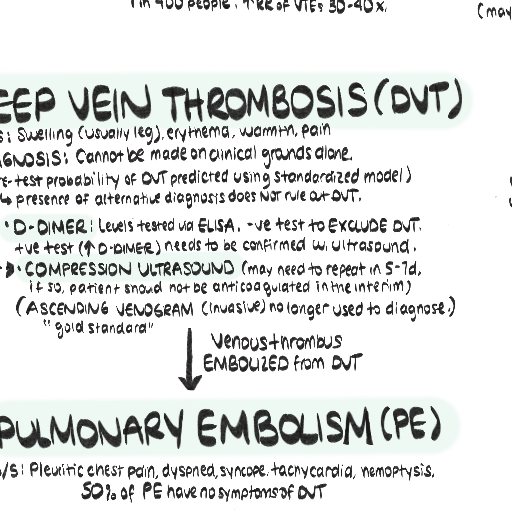 1 in 400 people. ↑RR of VTEs 30-40x.
(may
EEP VEIN THROMBOSIS (DVT)
S: Swelling (usually leg), erythema, warmth, pain
GNOSIS: Cannot be made on clinical grounds alone.
e-test probability of DVT predicted using standardized model)
↳ presence of alternative diagnosis does NOT rule out DVT.
• D-DIMER: Levels tested via ELISA. -ve test to EXCLUDE DVT.
+ve test (↑ D-DIMER) needs to be confirmed w. ultrasound.
• COMPRESSION ULTRASOUND (may need to repeat in 5-7d,
if so, patient should not be anticoagulated in the interim)
(ASCENDING VENOGRAM (invasive) no longer used to diagnose.)
"gold standard"
Venous thrombus
EMBOLIZED from DVT
PULMONARY EMBOLISM (PE)
/S: Pleuritic chest pain, dyspnea, syncope, tachycardia, hemoptysis.
50% of PE have no symptoms of DVT